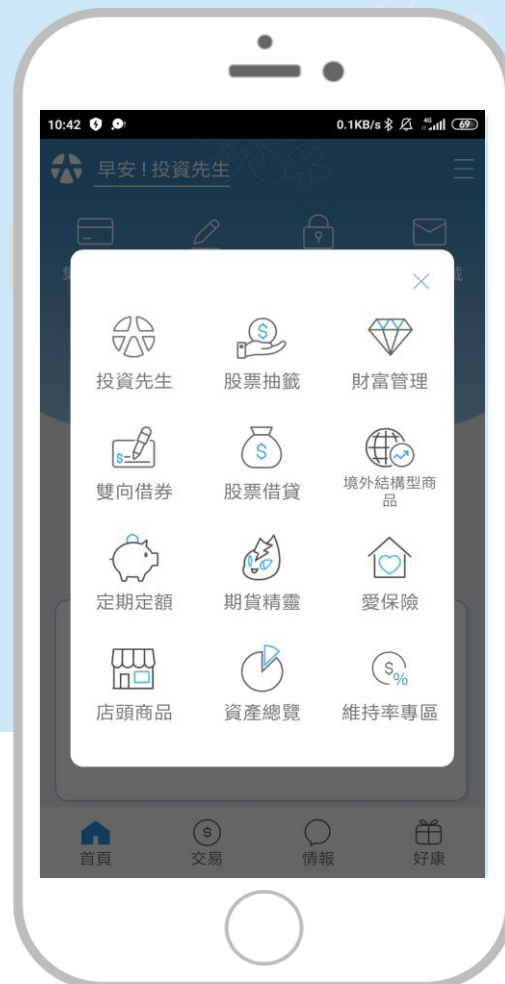 10:42
0.1KB/s 4G 69
早安!投資先生
投資先生 股票抽籤 財富管理
雙向借券 股票借貸 境外結構型商
品
定期定額 期貨精靈 愛保險
店頭商品 資產總覽 維持率專區
首頁 交易 情報 好康